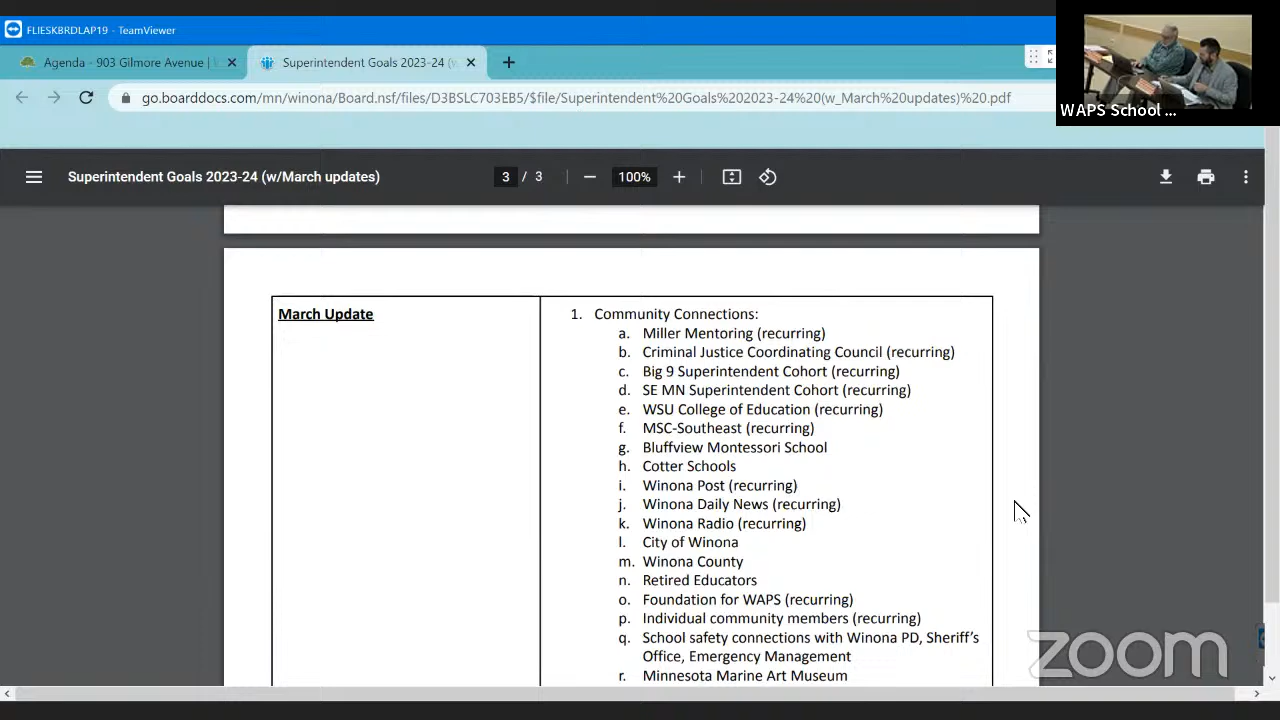 FLIESKBRDLAP19 - TeamViewer
Agenda - 903 Gilmore Avenue |
Superintendent Goals 2023-24 (w
go.boarddocs.com/mn/winona/Board.nsf/files/D3BSLC703EB5/$file/Superintendent%20Goals%202023-24%20(w_March%20updates)%20.pdf
WAPS School ...
Superintendent Goals 2023-24 (w/March updates)
3 / 3
100%
March Update
1. Community Connections:
a. Miller Mentoring (recurring)
b. Criminal Justice Coordinating Council (recurring)
c. Big 9 Superintendent Cohort (recurring)
d. SE MN Superintendent Cohort (recurring)
e. WSU College of Education (recurring)
f. MSC-Southeast (recurring)
g. Bluffview Montessori School
h. Cotter Schools
i. Winona Post (recurring)
j. Winona Daily News (recurring)
k. Winona Radio (recurring)
l. City of Winona
m. Winona County
n. Retired Educators
o. Foundation for WAPS (recurring)
p. Individual community members (recurring)
q. School safety connections with Winona PD, Sheriff's
Office, Emergency Management
r. Minnesota Marine Art Museum
zoom